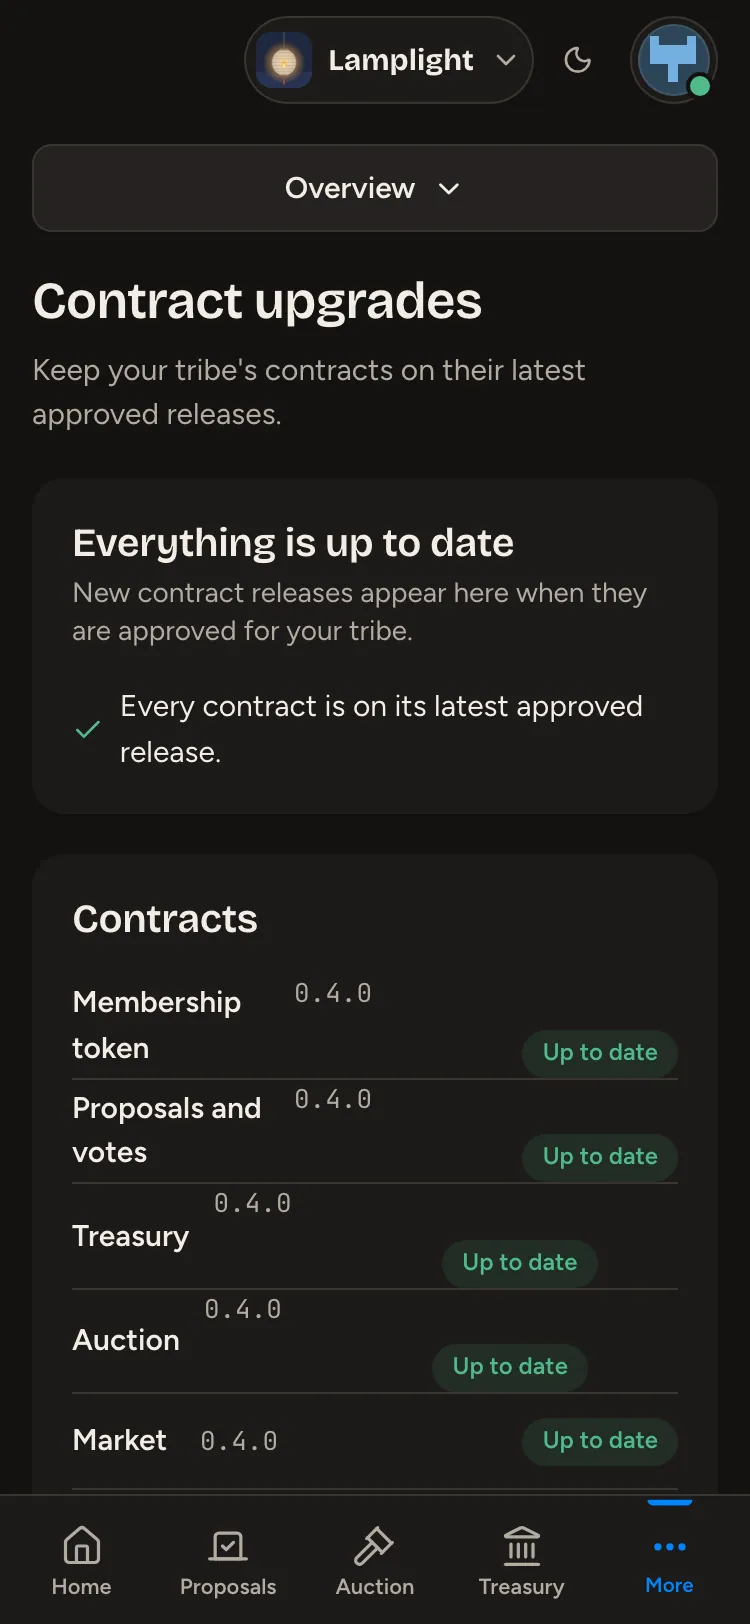 Lamplight
Overview
Contract upgrades
Keep your tribe's contracts on their latest
approved releases.
Everything is up to date
New contract releases appear here when they
are approved for your tribe.
Every contract is on its latest approved
release.
Contracts
Membership
token
0.4.0
Up to date
Proposals and
votes
0.4.0
Up to date
Treasury
0.4.0
Up to date
Auction
0.4.0
Up to date
Market
0.4.0
Up to date
Home
Proposals
Auction
Treasury
More